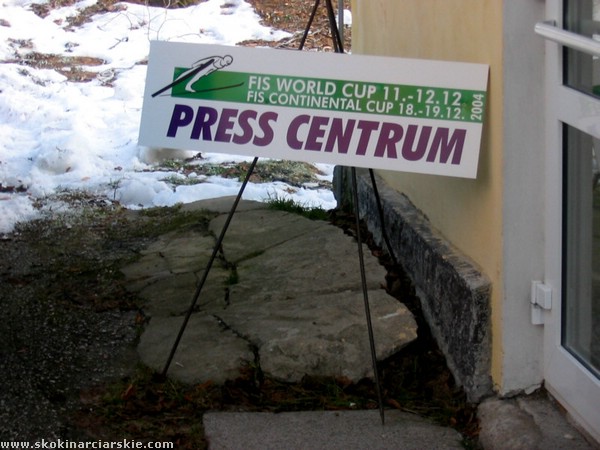 FIS WORLD CUP 11.-12.12.
FIS CONTINENTAL CUP 18.-19.12.
2004
PRESS CENTRUM
www.skokinarciarskie.com